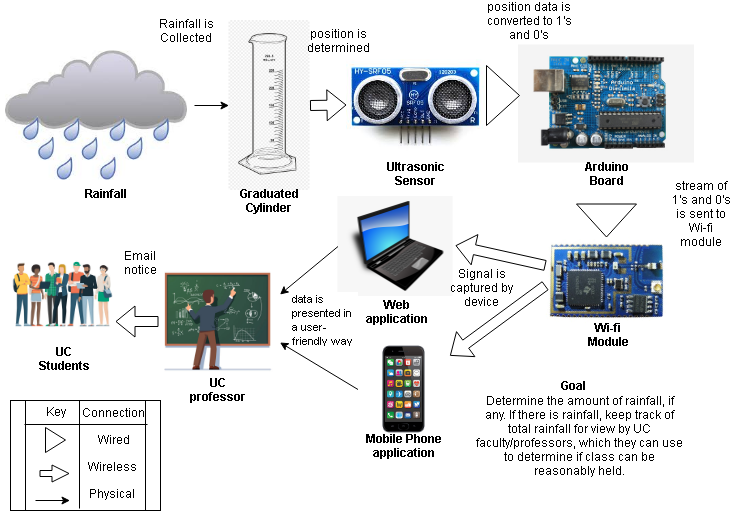 Rainfall is
Collected
position is
determined
position data is
converted to 1's
and 0's
HY-SRF05
Rainfall
Graduated
Cylinder
Ultrasonic
Sensor
Arduino
Board
stream of
1's and 0's
is sent to
Wi-fi
module
Email
notice
data is
presented in
a user-
friendly way
Signal is
captured by
device
Web
application
Wi-fi
Module
UC
Students
UC
professor
Mobile Phone
application
Goal
Determine the amount of rainfall, if
any. If there is rainfall, keep track of
total rainfall for view by UC
faculty/professors, which they can use
to determine if class can be
reasonably held.
Key Connection
Wired
Wireless
Physical